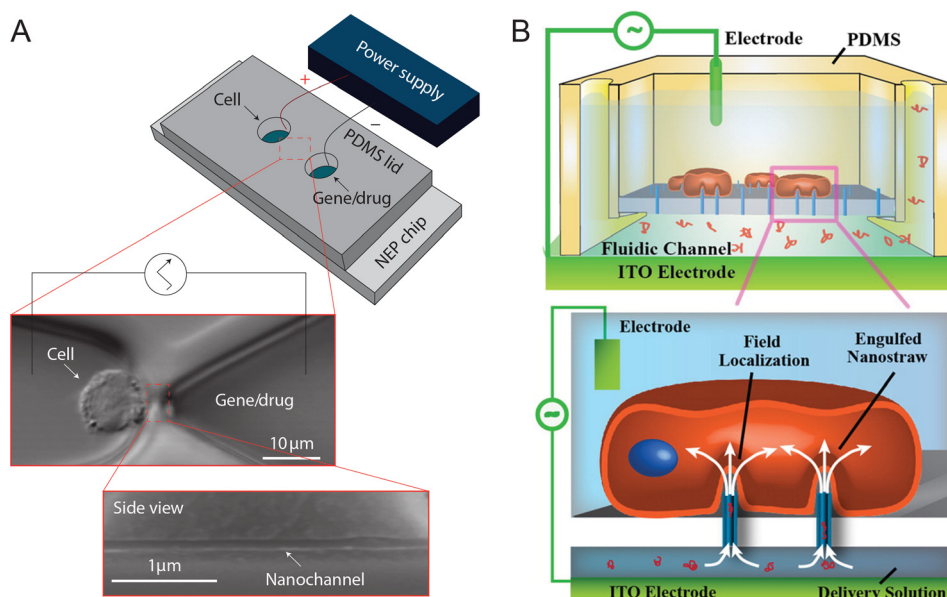 A
Power supply
+
Cell
−
PDMS lid
Gene/drug
NEP chip
Cell
Gene/drug
10 μm
Side view
1μm
Nanochannel
B
~
Electrode
PDMS
Fluidic Channel
ITO Electrode
Electrode
Field
Localization
Engulfed
Nanostraw
ITO Electrode
Delivery Solution